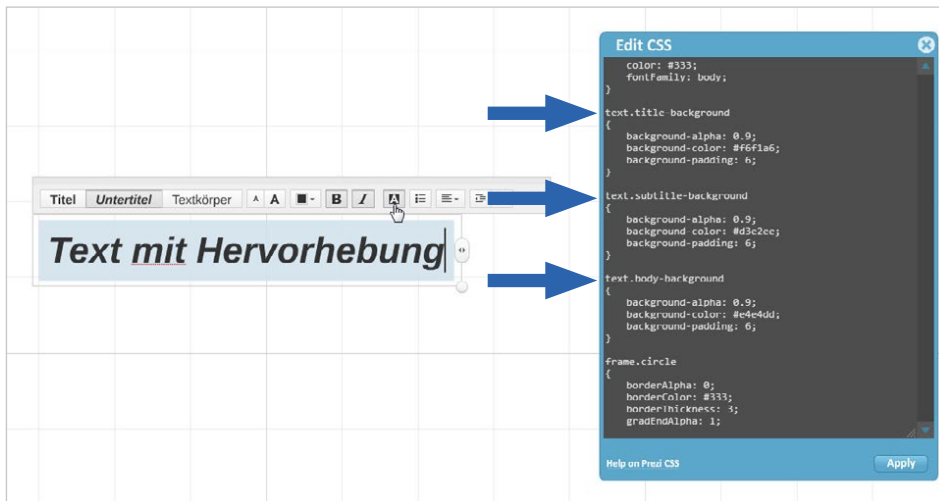 Titel Untertitel Textkörper A A B I A
Text mit Hervorhebung
Edit CSS
color: #333;
fontFamily: body;
}
text.title-background
{
background-alpha: 0.9;
background-color: #f6f1a6;
background-padding: 6;
}
text.subtitle-background
{
background-alpha: 0.9;
background-color: #d3e2ee;
background-padding: 6;
}
text.body-background
{
background-alpha: 0.9;
background-color: #e4e4dd;
background-padding: 6;
}
frame.circle
{
borderAlpha: 0;
borderColor: #333;
borderThickness: 3;
gradEndAlpha: 1;
Help on Prezi CSS
Apply